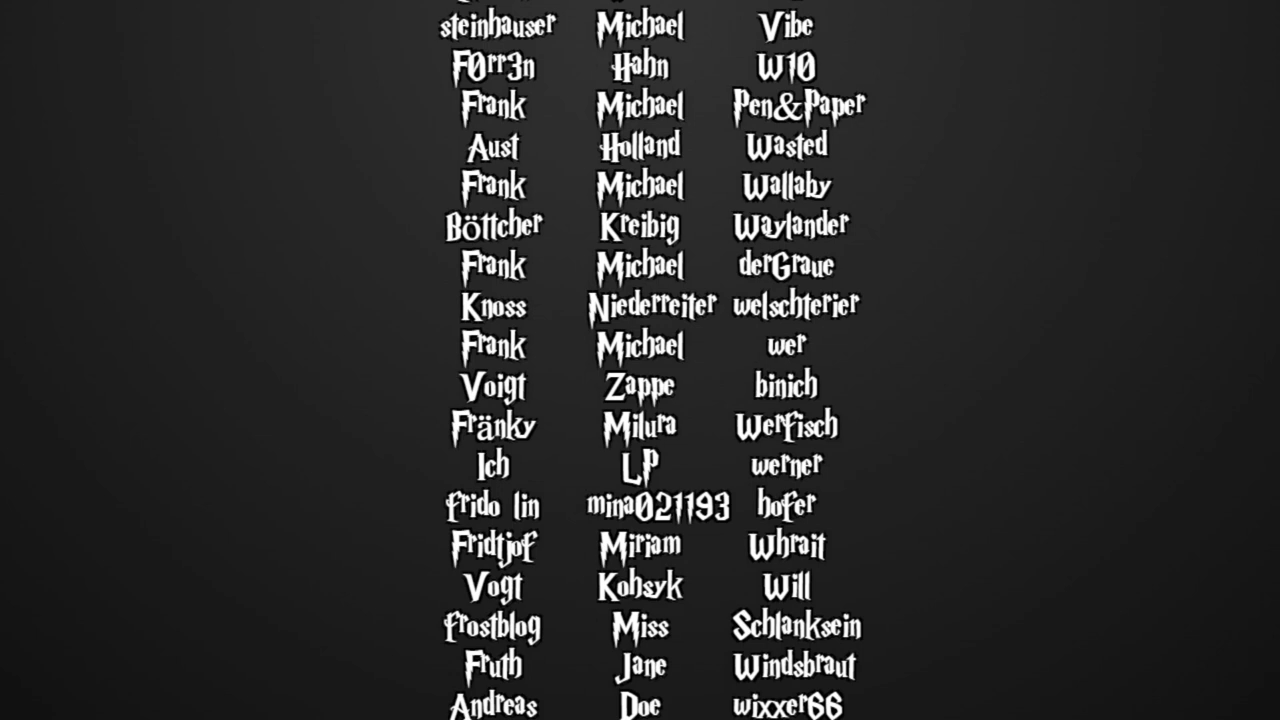 steinhauser Michael Vibe
F0rr3n Hahn W10
Frank Michael Pen&Paper
Aust Holland Wasted
Frank Michael Wallaby
Böttcher Kreibig Waylander
Frank Michael derGraue
Knoss Niederreiter welschterier
Frank Michael wer
Voigt Zappe binich
Fränky Milura Werfisch
Ich LP werner
frido lin mina021193 hofer
Fridtjof Miriam Whrait
Vogt Kohsyk Will
frostblog Miss Schlanksein
Fruth Jane Windsbraut
Andreas Doe wixxer66